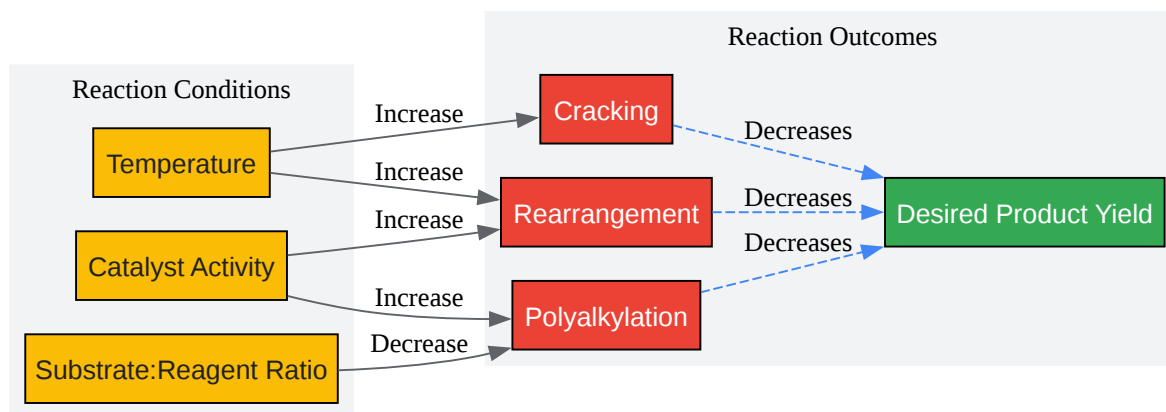 Reaction Outcomes
Reaction Conditions
Increase
Cracking
Decreases
Temperature
Increase
Rearrangement
Decreases
Desired Product Yield
Increase
Catalyst Activity
Decreases
Increase
Polyalkylation
Decrease
Substrate:Reagent Ratio